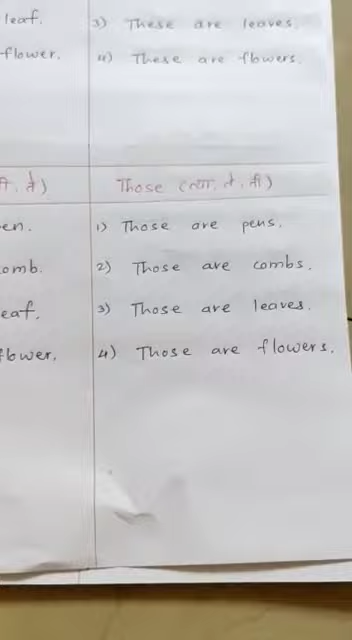 leaf. 3) These are leaves.
flower. 4) These are flowers.
ती, ते) Those (त्या, ते, ती)
en. 1) Those are pens.
omb. 2) Those are combs.
eaf. 3) Those are leaves.
flower. 4) Those are flowers.